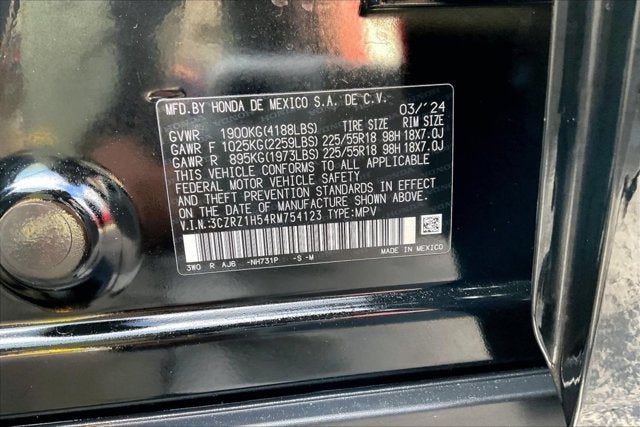 MFD.BY HONDA DE MEXICO S.A. DE C.V. 03/'24
GVWR 1900KG(4188LBS) TIRE SIZE RIM SIZE
GAWR F 1025KG(2259LBS) 225/55R18 98H 18X7.0J
GAWR R 895KG(1973LBS) 225/55R18 98H 18X7.0J
THIS VEHICLE CONFORMS TO ALL APPLICABLE
FEDERAL MOTOR VEHICLE SAFETY
AND THEFT PREVENTION STANDARDS IN EFFECT
ON THE DATE OF MANUFACTURE SHOWN ABOVE.
V.I.N.:3CZRZ1H54RM754123 TYPE:MPV
3W0 R AJ6 -NH731P -S -M MADE IN MEXICO